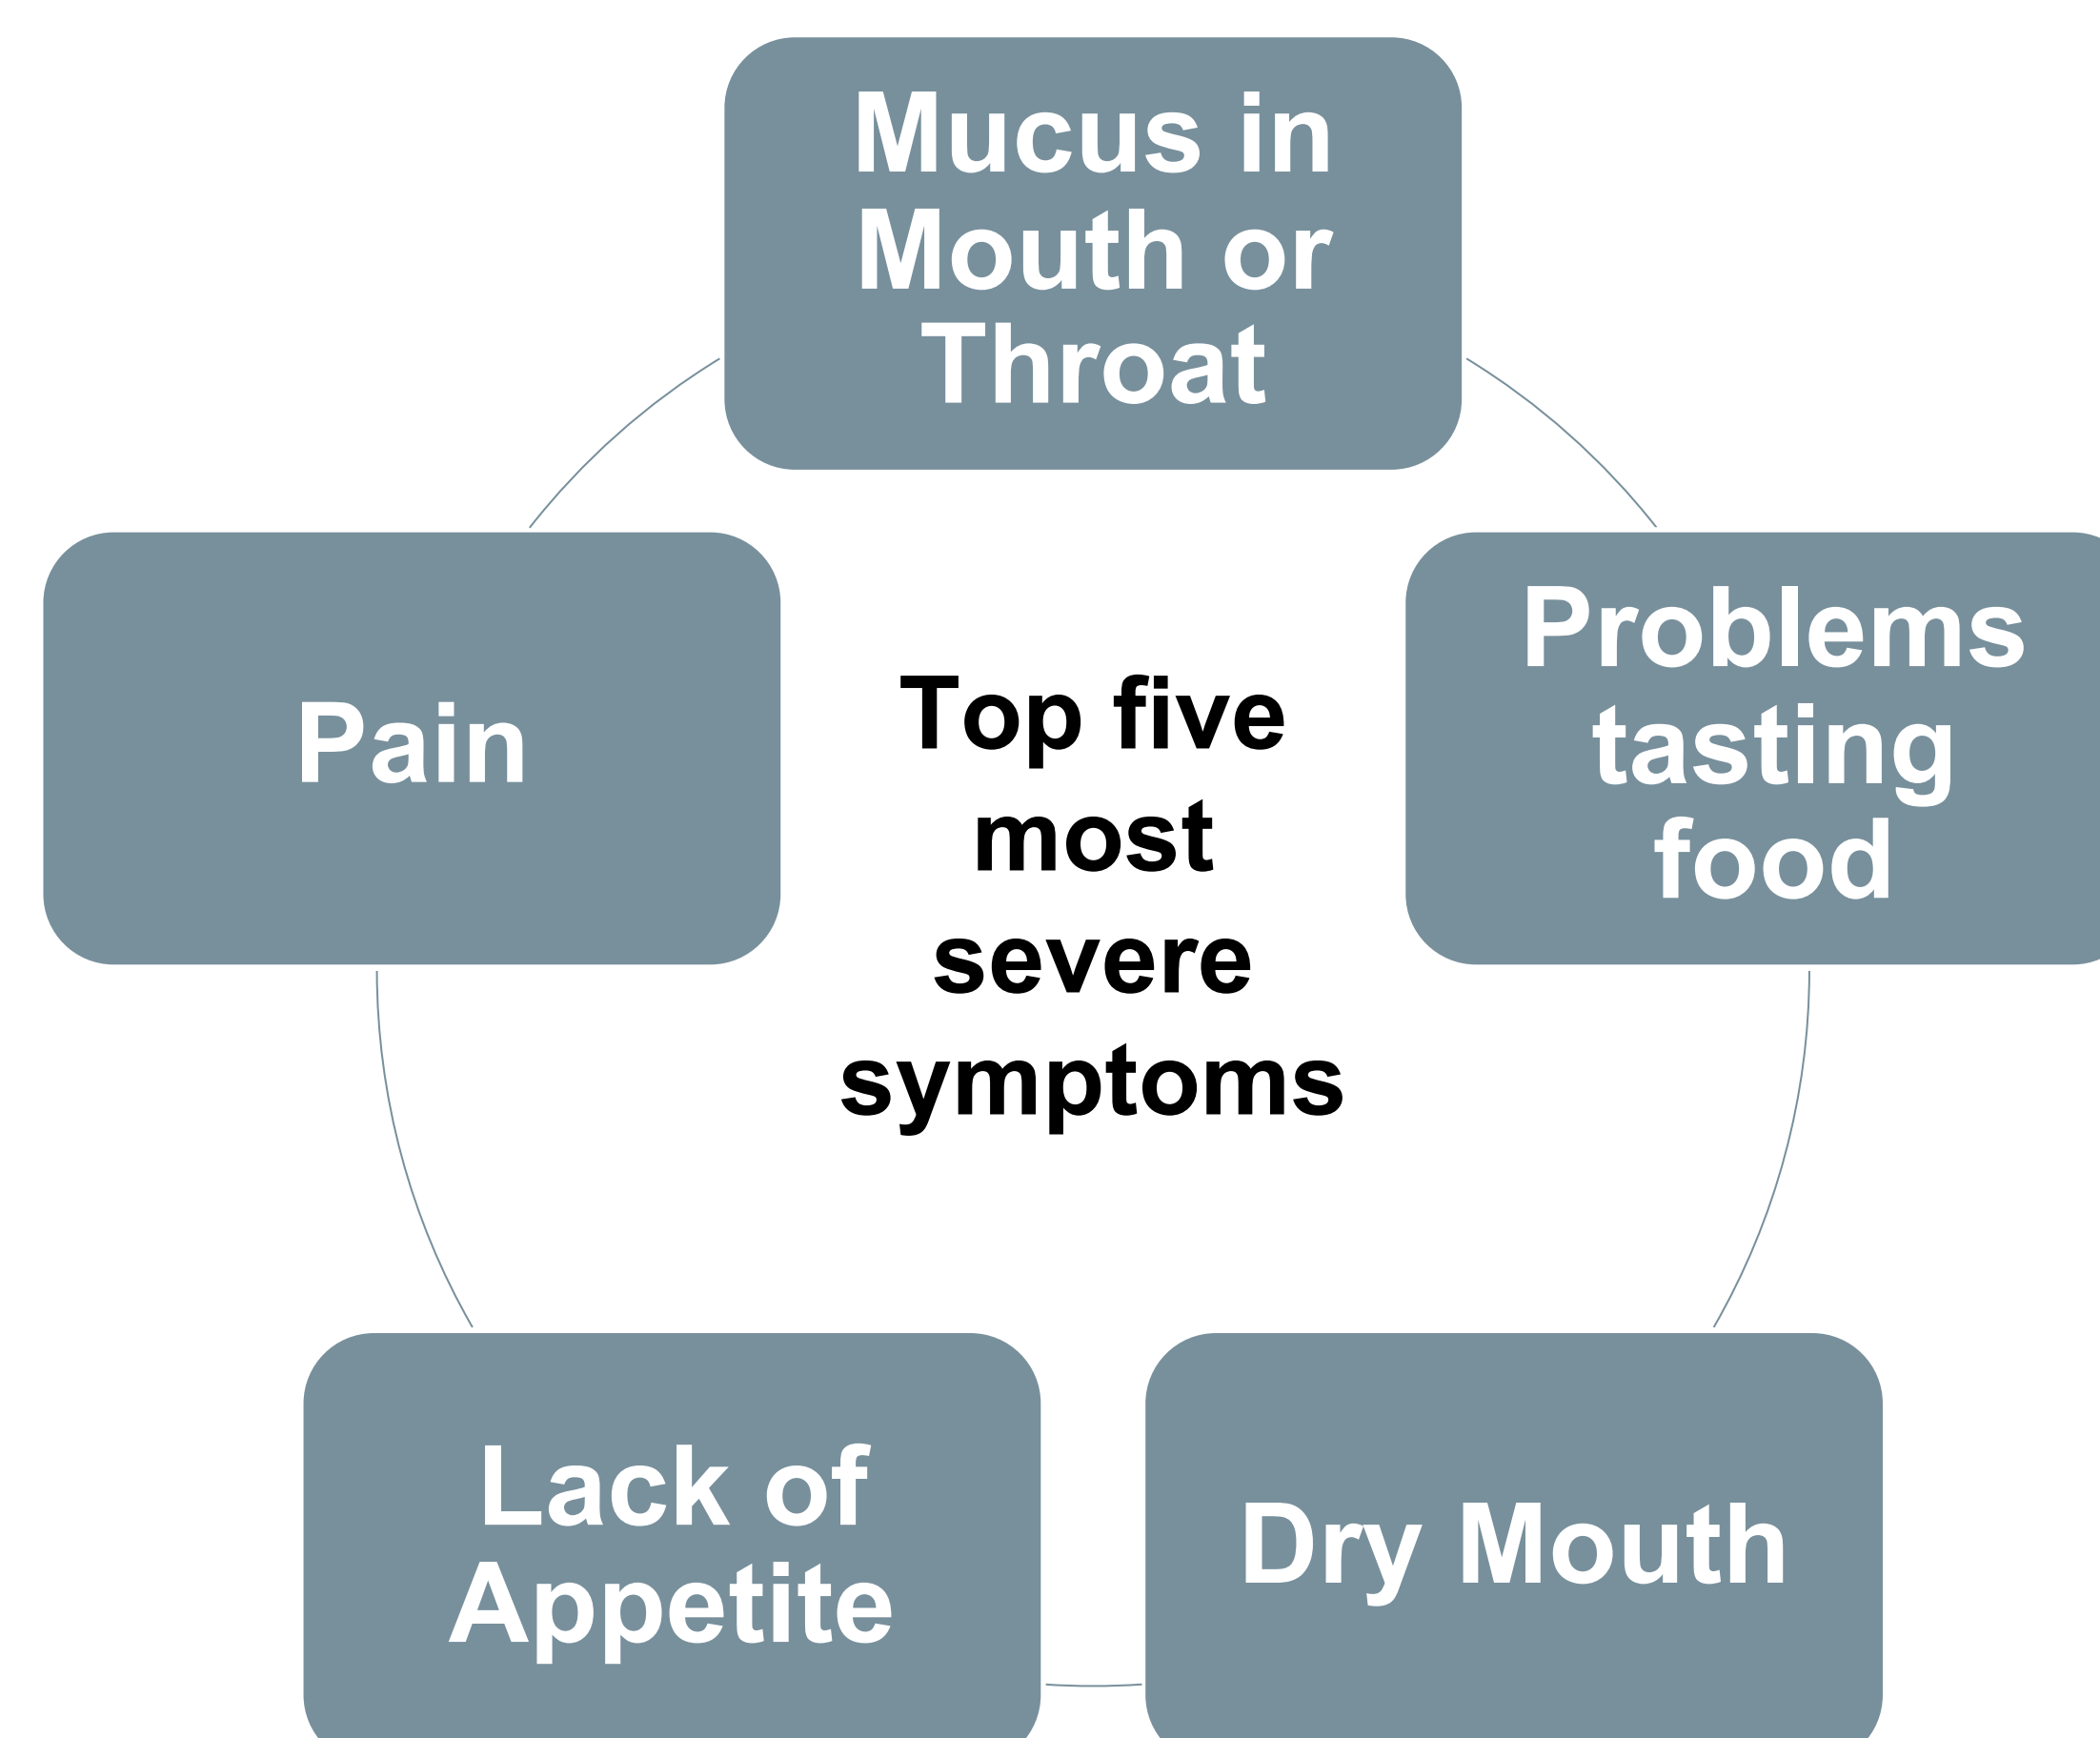 Mucus in
Mouth or
Throat
Pain
Top five
most
severe
symptoms
Problems
tasting
food
Lack of
Appetite
Dry Mouth